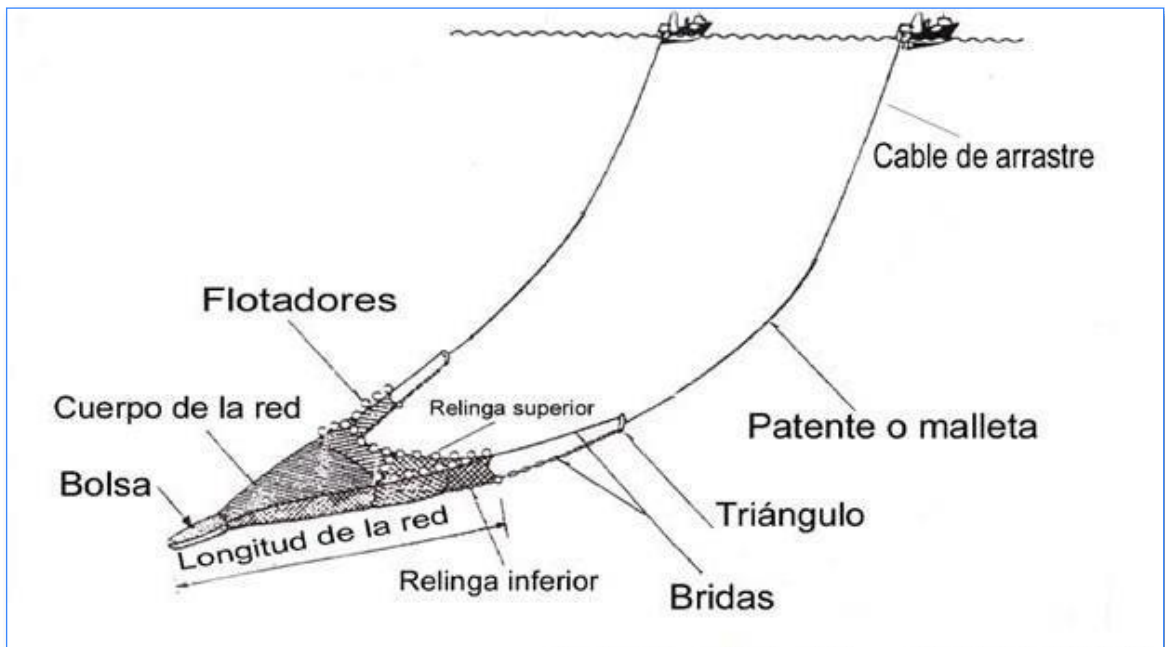 Cable de arrastre
Flotadores
Cuerpo de la red
Relinga superior
Patente o malleta
Bolsa
Triángulo
Longitud de la red
Relinga inferior
Bridas